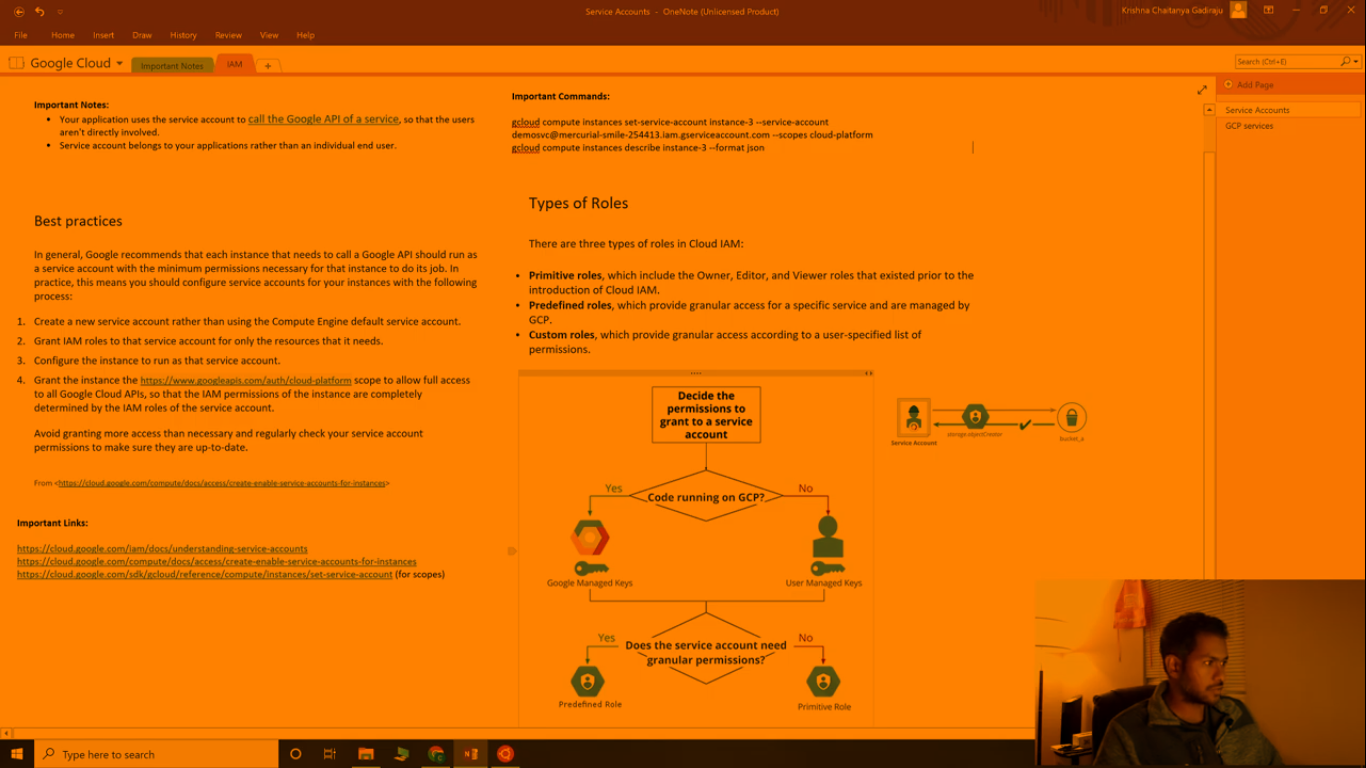 Service Accounts - OneNote (Unlicensed Product)
Krishna Chaitanya Gadiraju
File Home Insert Draw History Review View Help
Google Cloud
Important Notes
IAM
+
Search (Ctrl+E)
Add Page
Service Accounts
GCP services
Important Notes:
• Your application uses the service account to call the Google API of a service, so that the users
aren't directly involved.
• Service account belongs to your applications rather than an individual end user.
Best practices
In general, Google recommends that each instance that needs to call a Google API should run as
a service account with the minimum permissions necessary for that instance to do its job. In
practice, this means you should configure service accounts for your instances with the following
process:
1. Create a new service account rather than using the Compute Engine default service account.
2. Grant IAM roles to that service account for only the resources that it needs.
3. Configure the instance to run as that service account.
4. Grant the instance the https://www.googleapis.com/auth/cloud-platform scope to allow full access
to all Google Cloud APIs, so that the IAM permissions of the instance are completely
determined by the IAM roles of the service account.
Avoid granting more access than necessary and regularly check your service account
permissions to make sure they are up-to-date.
From <https://cloud.google.com/compute/docs/access/create-enable-service-accounts-for-instances>
Important Links:
https://cloud.google.com/iam/docs/understanding-service-accounts
https://cloud.google.com/compute/docs/access/create-enable-service-accounts-for-instances
https://cloud.google.com/sdk/gcloud/reference/compute/instances/set-service-account (for scopes)
Important Commands:
gcloud compute instances set-service-account instance-3 --service-account
demosvc@mercurial-smile-254413.iam.gserviceaccount.com --scopes cloud-platform
gcloud compute instances describe instance-3 --format json
Types of Roles
There are three types of roles in Cloud IAM:
• Primitive roles, which include the Owner, Editor, and Viewer roles that existed prior to the
introduction of Cloud IAM.
• Predefined roles, which provide granular access for a specific service and are managed by
GCP.
• Custom roles, which provide granular access according to a user-specified list of
permissions.
Decide the
permissions to
grant to a service
account
Yes
Code running on GCP?
No
Google Managed Keys
User Managed Keys
Yes
Does the service account need
granular permissions?
No
Predefined Role
Primitive Role
Service Account
storage.objectCreator
bucket_a
Type here to search